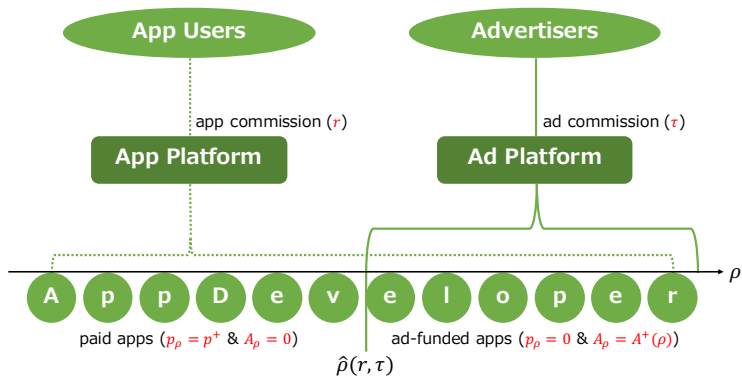 App Users
Advertisers
app commission (r)
ad commission (τ)
App Platform
Ad Platform
ρ
A p p D e v e l o p e r
paid apps (p_ρ = p⁺ & A_ρ = 0)
ad-funded apps (p_ρ = 0 & A_ρ = A⁺(ρ))
ρ̂(r, τ)